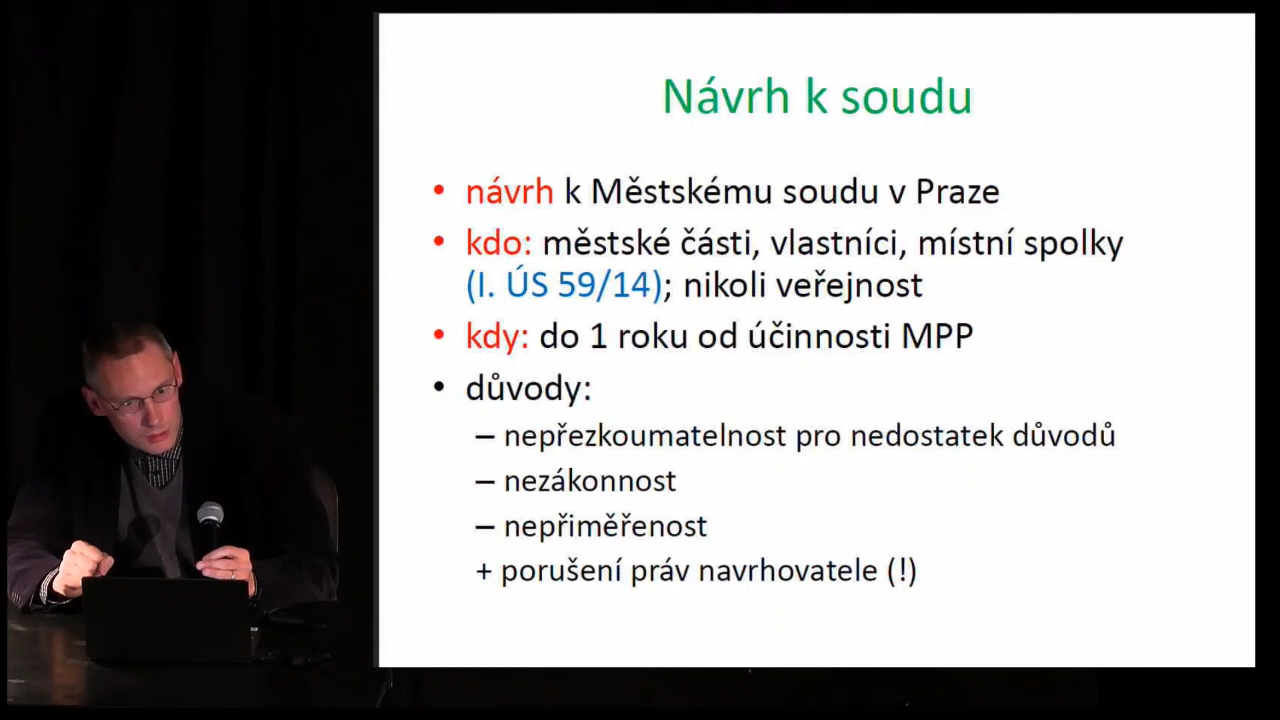 Návrh k soudu
• návrh k Městskému soudu v Praze
• kdo: městské části, vlastníci, místní spolky
(I. ÚS 59/14); nikoli veřejnost
• kdy: do 1 roku od účinnosti MPP
• důvody:
– nepřezkoumatelnost pro nedostatek důvodů
– nezákonnost
– nepřiměřenost
+ porušení práv navrhovatele (!)